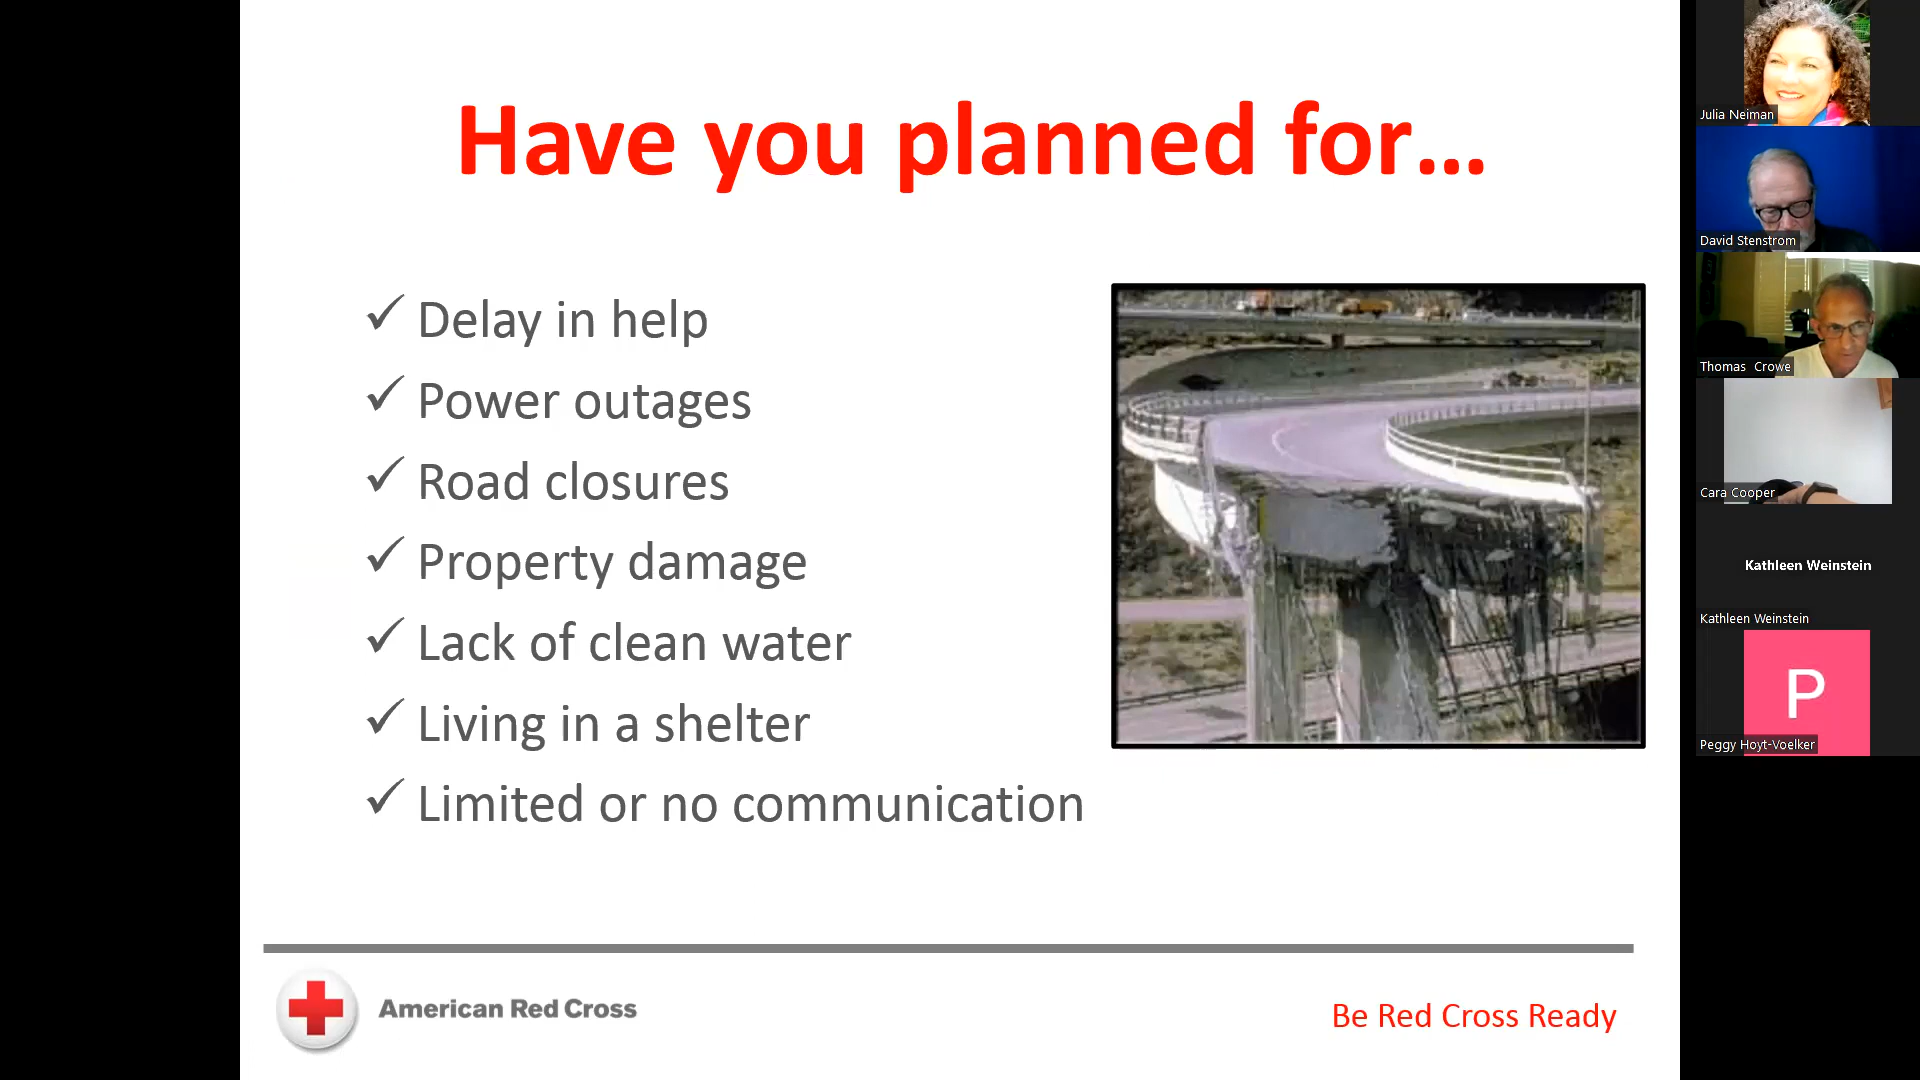 Have you planned for...
✓ Delay in help
✓ Power outages
✓ Road closures
✓ Property damage
✓ Lack of clean water
✓ Living in a shelter
✓ Limited or no communication
American Red Cross
Be Red Cross Ready
Julia Neiman
David Stenstrom
Thomas Crowe
Cara Cooper
Kathleen Weinstein
Kathleen Weinstein
P
Peggy Hoyt-Voelker